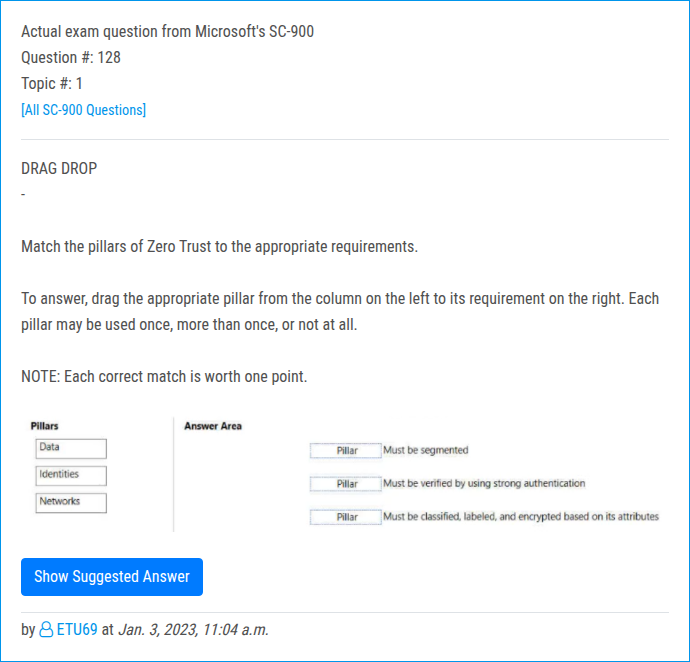 Actual exam question from Microsoft's SC-900
Question #: 128
Topic #: 1
[All SC-900 Questions]
DRAG DROP
-
Match the pillars of Zero Trust to the appropriate requirements.
To answer, drag the appropriate pillar from the column on the left to its requirement on the right. Each
pillar may be used once, more than once, or not at all.
NOTE: Each correct match is worth one point.
Pillars
Data
Identities
Networks
Answer Area
Pillar Must be segmented
Pillar Must be verified by using strong authentication
Pillar Must be classified, labeled, and encrypted based on its attributes
Show Suggested Answer
by ETU69 at Jan. 3, 2023, 11:04 a.m.